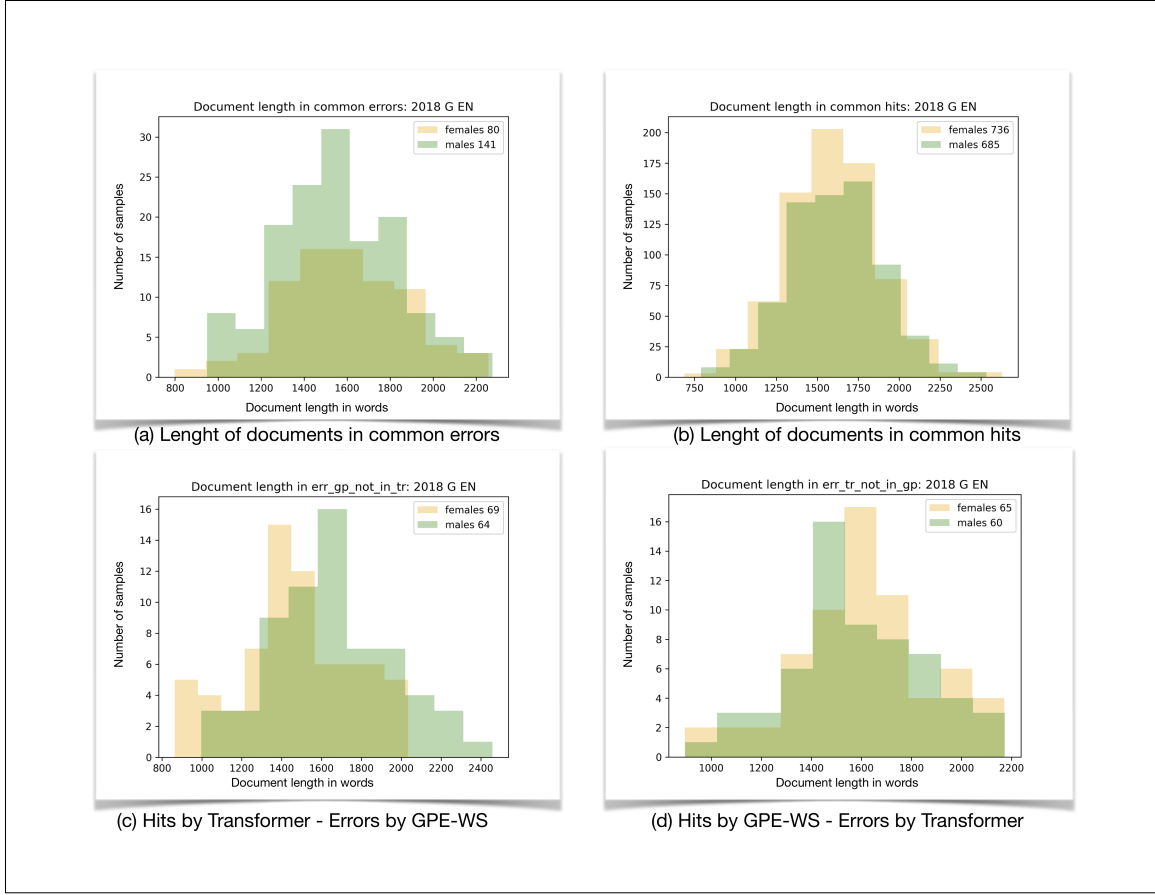 Document length in common errors: 2018 G EN
females 80
males 141
Number of samples
30
25
20
15
10
5
0
800 1000 1200 1400 1600 1800 2000 2200
Document length in words
(a) Lenght of documents in common errors
Document length in common hits: 2018 G EN
females 736
males 685
Number of samples
200
175
150
125
100
75
50
25
0
750 1000 1250 1500 1750 2000 2250 2500
Document length in words
(b) Lenght of documents in common hits
Document length in err_gp_not_in_tr: 2018 G EN
females 69
males 64
Number of samples
16
14
12
10
8
6
4
2
0
800 1000 1200 1400 1600 1800 2000 2200 2400
Document length in words
(c) Hits by Transformer - Errors by GPE-WS
Document length in err_tr_not_in_gp: 2018 G EN
females 65
males 60
Number of samples
16
14
12
10
8
6
4
2
0
1000 1200 1400 1600 1800 2000 2200
Document length in words
(d) Hits by GPE-WS - Errors by Transformer